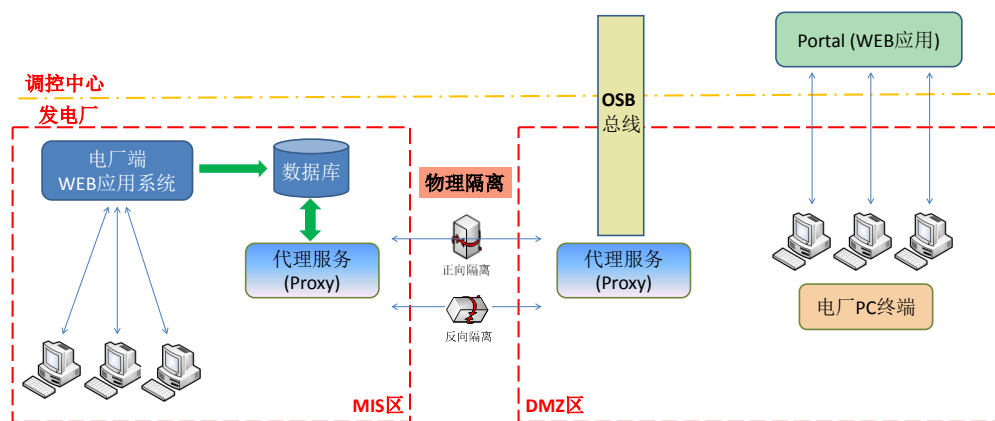 Portal (WEB应用)
调控中心
OSB
总线
发电厂
电厂端
WEB应用系统
数据库
物理隔离
代理服务
(Proxy)
正向隔离
代理服务
(Proxy)
电厂PC终端
反向隔离
MIS区
DMZ区